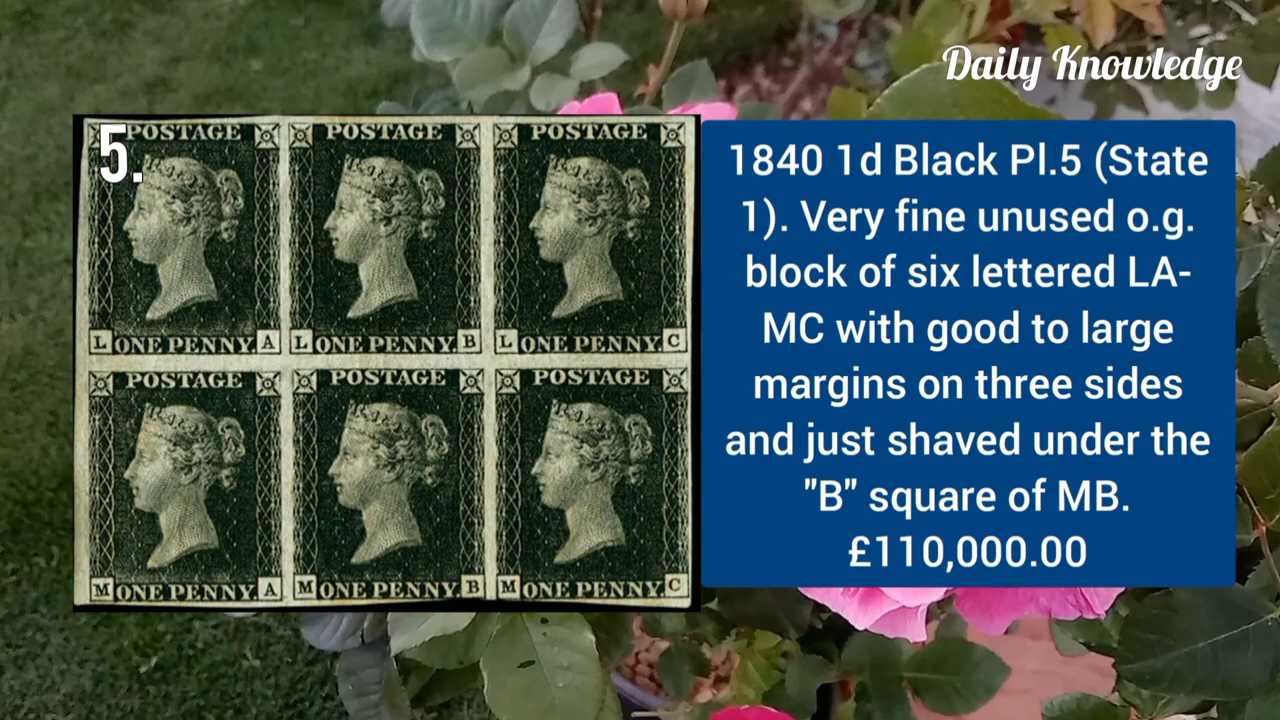 Daily Knowledge
5.
POSTAGE POSTAGE POSTAGE
L ONE PENNY. A L ONE PENNY. B L ONE PENNY. C
POSTAGE POSTAGE POSTAGE
M ONE PENNY. A M ONE PENNY. B M ONE PENNY. C
1840 1d Black Pl.5 (State
1). Very fine unused o.g.
block of six lettered LA-
MC with good to large
margins on three sides
and just shaved under the
"B" square of MB.
£110,000.00